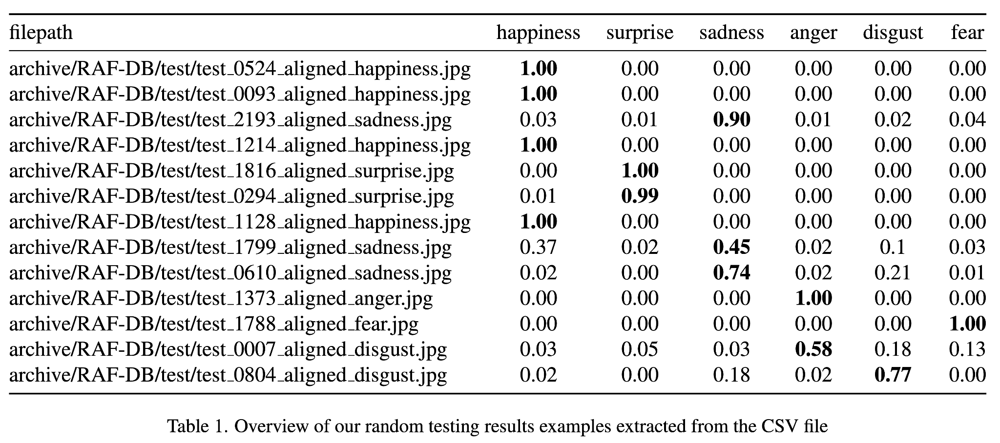 filepath happiness surprise sadness anger disgust fear
archive/RAF-DB/test/test_0524_aligned_happiness.jpg 1.00 0.00 0.00 0.00 0.00 0.00
archive/RAF-DB/test/test_0093_aligned_happiness.jpg 1.00 0.00 0.00 0.00 0.00 0.00
archive/RAF-DB/test/test_2193_aligned_sadness.jpg 0.03 0.01 0.90 0.01 0.02 0.04
archive/RAF-DB/test/test_1214_aligned_happiness.jpg 1.00 0.00 0.00 0.00 0.00 0.00
archive/RAF-DB/test/test_1816_aligned_surprise.jpg 0.00 1.00 0.00 0.00 0.00 0.00
archive/RAF-DB/test/test_0294_aligned_surprise.jpg 0.01 0.99 0.00 0.00 0.00 0.00
archive/RAF-DB/test/test_1128_aligned_happiness.jpg 1.00 0.00 0.00 0.00 0.00 0.00
archive/RAF-DB/test/test_1799_aligned_sadness.jpg 0.37 0.02 0.45 0.02 0.1 0.03
archive/RAF-DB/test/test_0610_aligned_sadness.jpg 0.02 0.00 0.74 0.02 0.21 0.01
archive/RAF-DB/test/test_1373_aligned_anger.jpg 0.00 0.00 0.00 1.00 0.00 0.00
archive/RAF-DB/test/test_1788_aligned_fear.jpg 0.00 0.00 0.00 0.00 0.00 1.00
archive/RAF-DB/test/test_0007_aligned_disgust.jpg 0.03 0.05 0.03 0.58 0.18 0.13
archive/RAF-DB/test/test_0804_aligned_disgust.jpg 0.02 0.00 0.18 0.02 0.77 0.00
Table 1. Overview of our random testing results examples extracted from the CSV file